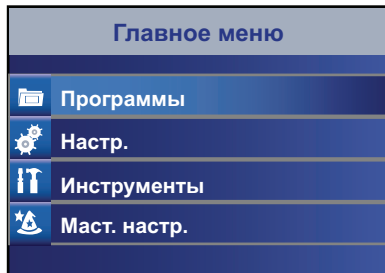 Главное меню
Программы
Настр.
Инструменты
Маст. настр.